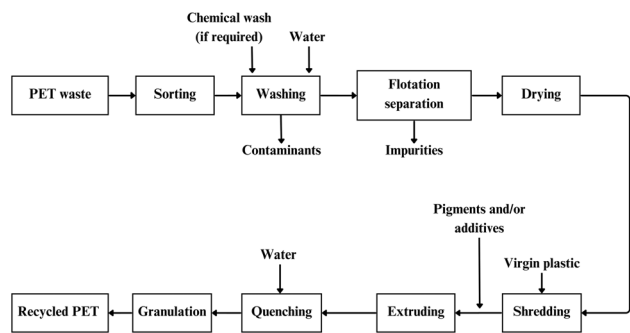 Chemical wash
(if required)
Water
PET waste
Sorting
Washing
Flotation
separation
Drying
Contaminants
Impurities
Pigments and/or
additives
Water
Virgin plastic
Recycled PET
Granulation
Quenching
Extruding
Shredding